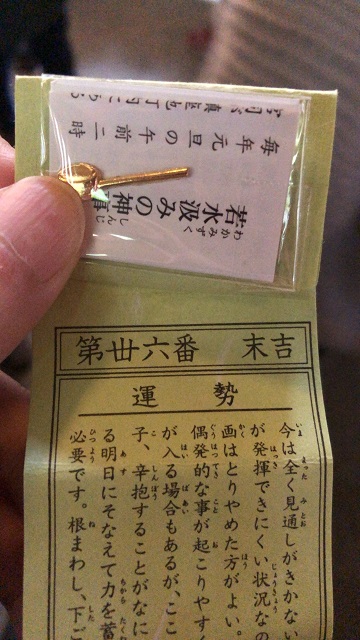 毎年元旦の午前二時
若水汲みの神事
第卅六番　末吉
運勢
今は全く見通しがきかない
が発揮できにくい状況な
画はとりやめた方がよい。
偶発的な事が起こりやす
が入る場合もあるが、ここ
子、辛抱することがなに
る明日にそなえて力を蓄
必要です。根まわし、下ご